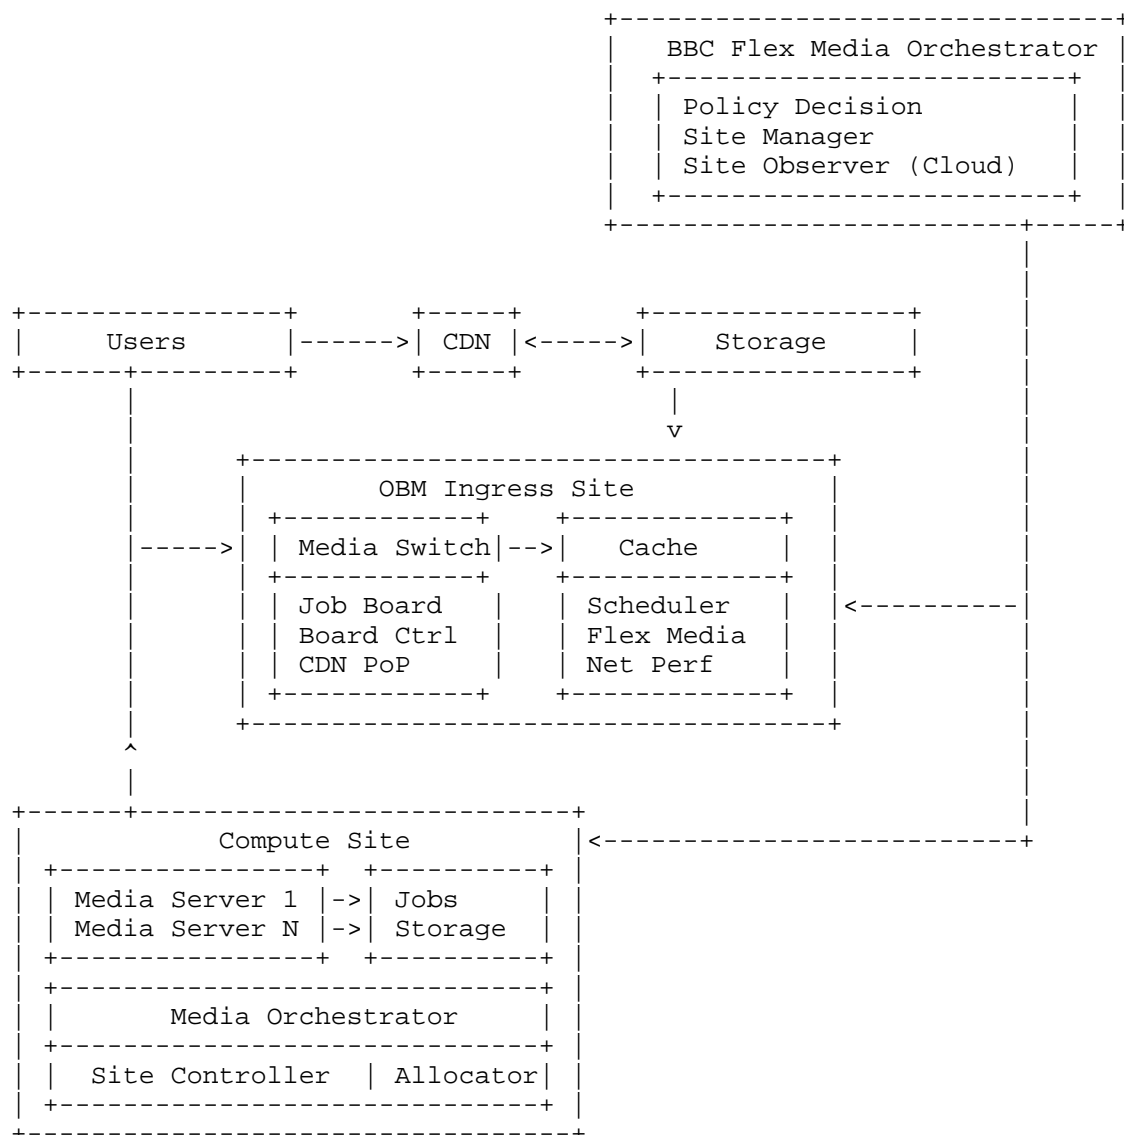 BBC Flex Media Orchestrator
Policy Decision
Site Manager
Site Observer (Cloud)
Users
CDN
Storage
OBM Ingress Site
Media Switch
Cache
Job Board
Board Ctrl
CDN PoP
Scheduler
Flex Media
Net Perf
Compute Site
Media Server 1
Media Server N
Jobs
Storage
Media Orchestrator
Site Controller
Allocator